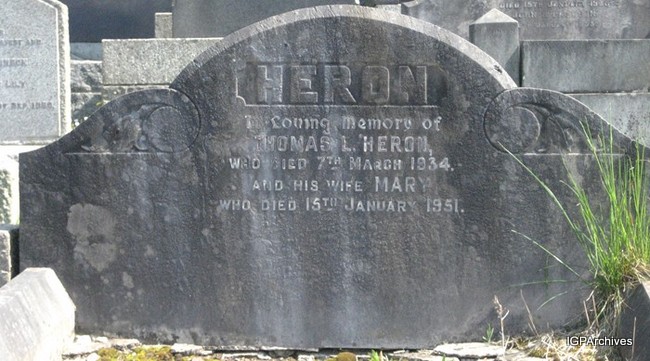 HERON
In Loving Memory of
THOMAS L. HERON,
WHO DIED 7TH MARCH 1934.
AND HIS WIFE MARY
WHO DIED 15TH JANUARY 1951.
LILY
IGPArchives